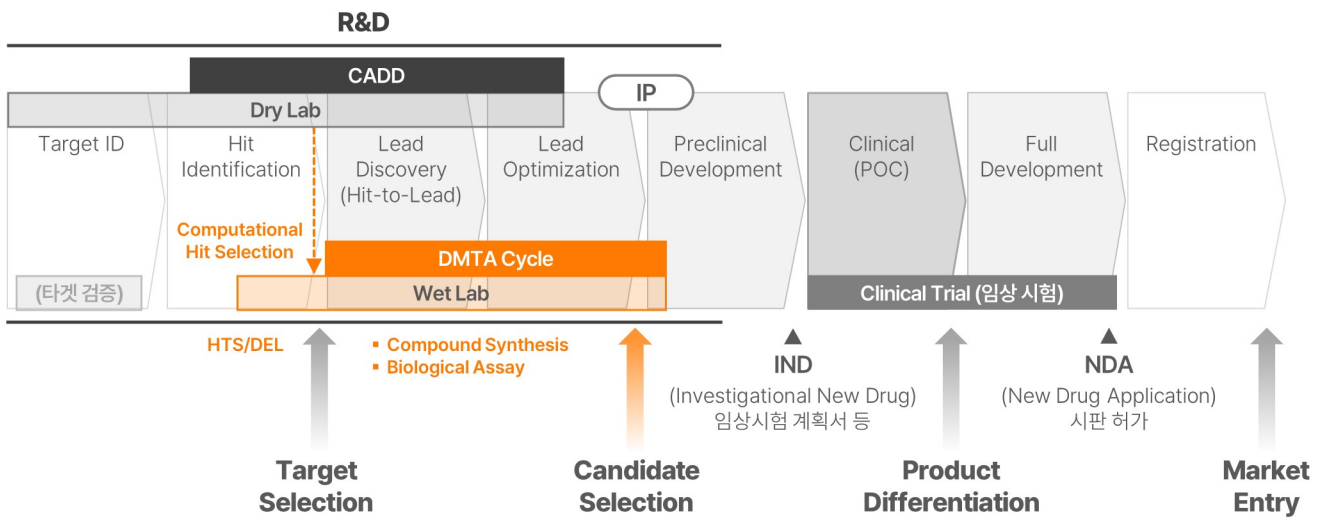 R&D
CADD
IP
Dry Lab
Target ID
Hit
Identification
Lead
Discovery
(Hit-to-Lead)
Lead
Optimization
Preclinical
Development
Clinical
(POC)
Full
Development
Registration
Computational
Hit Selection
DMTA Cycle
(타겟 검증)
Wet Lab
Clinical Trial (임상 시험)
HTS/DEL
▪ Compound Synthesis
▪ Biological Assay
IND
(Investigational New Drug)
임상시험 계획서 등
NDA
(New Drug Application)
시판 허가
Target
Selection
Candidate
Selection
Product
Differentiation
Market
Entry